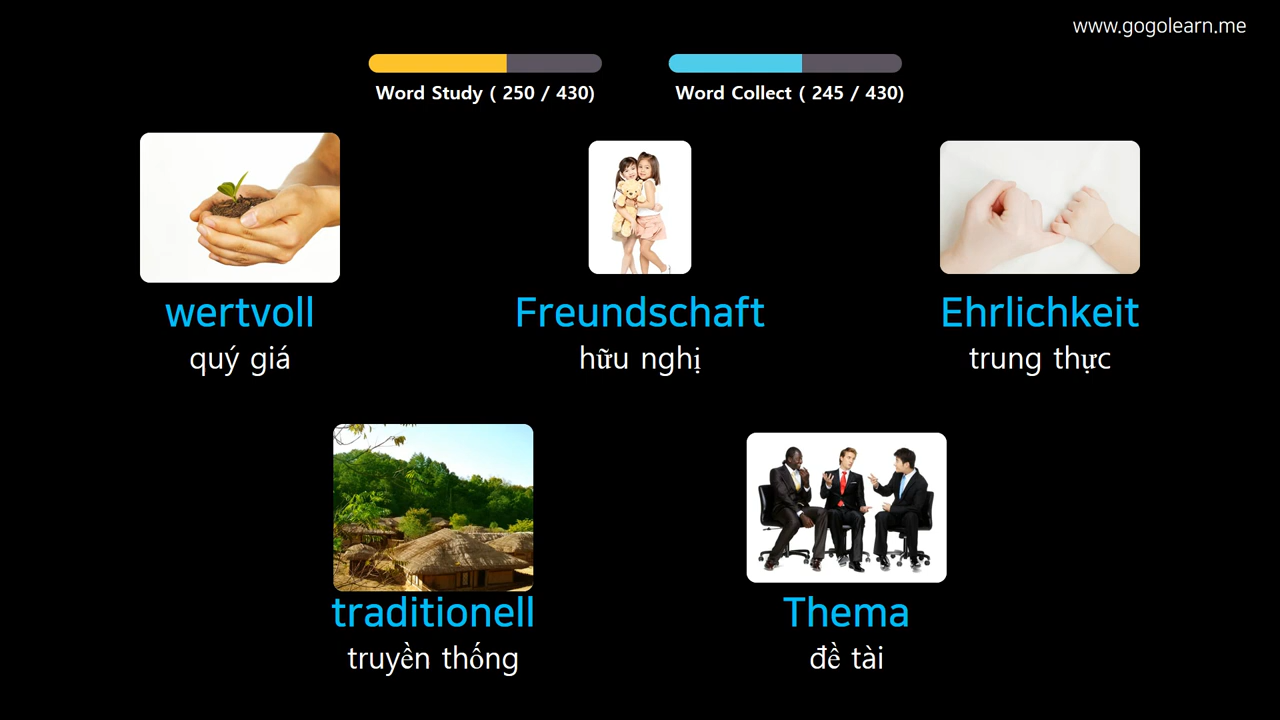 www.gogolearn.me
Word Study ( 250 / 430)
Word Collect ( 245 / 430)
wertvoll
quý giá
Freundschaft
hữu nghị
Ehrlichkeit
trung thực
traditionell
truyền thống
Thema
đề tài